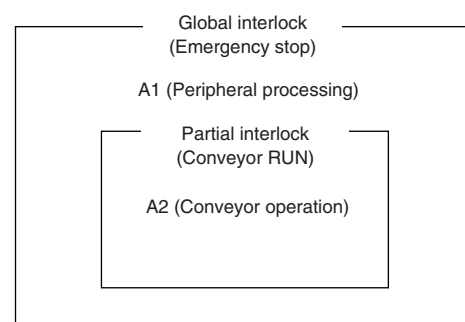 Global interlock
(Emergency stop)
A1 (Peripheral processing)
Partial interlock
(Conveyor RUN)
A2 (Conveyor operation)